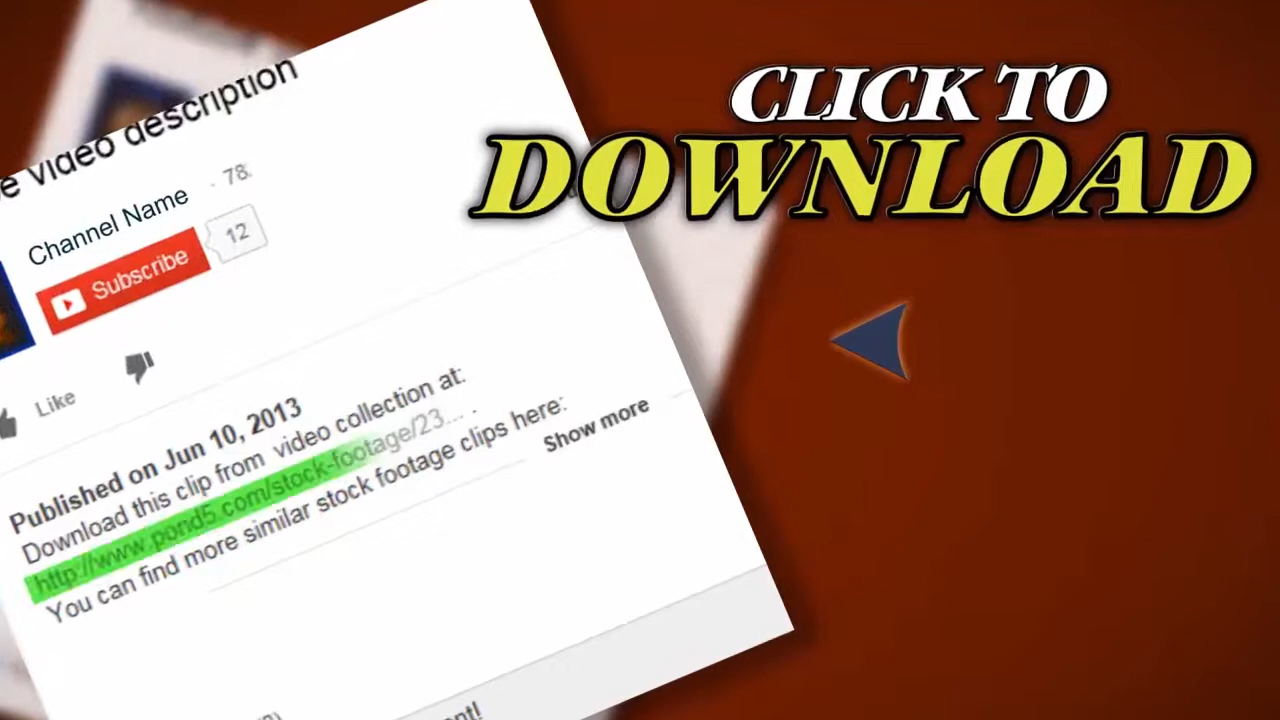 CLICK TO
DOWNLOAD
video description
Channel Name
78
Subscribe
12
Like
Published on Jun 10, 2013
Download this clip from video collection at:
http://www.pond5.com/stock-footage/23...
You can find more similar stock footage clips here:
Show more